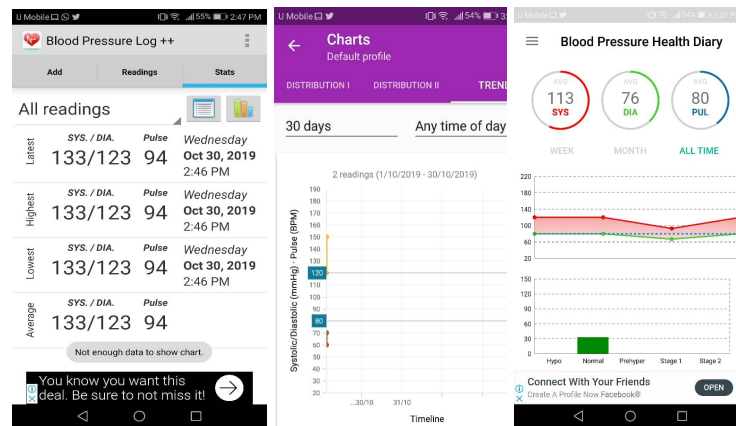 U Mobile 55% 2:47 PM
Blood Pressure Log ++
Add Readings Stats
All readings
Latest
SYS. / DIA. Pulse
133/123 94
Wednesday
Oct 30, 2019
2:46 PM
Highest
SYS. / DIA. Pulse
133/123 94
Wednesday
Oct 30, 2019
2:46 PM
Lowest
SYS. / DIA. Pulse
133/123 94
Wednesday
Oct 30, 2019
2:46 PM
Average
SYS. / DIA. Pulse
133/123 94
Not enough data to show chart.
You know you want this
deal. Be sure to not miss it!
U Mobile 54% 3:
Charts
Default profile
DISTRIBUTION I DISTRIBUTION II TREN
30 days Any time of day
2 readings (1/10/2019 - 30/10/2019)
Systolic/Diastolic (mmHg) - Pulse (BPM)
190
180
170
160
150
140
130
120
110
100
90
80
70
60
50
40
30
20
...30/10 31/10
Timeline
U Mobile 54% 3:01 P
Blood Pressure Health Diary
AVG AVG AVG
113 76 80
SYS DIA PUL
WEEK MONTH ALL TIME
220
180
140
100
60
20
150
120
90
60
30
0
Hypo Normal Prehyper Stage 1 Stage 2
Connect With Your Friends
Create A Profile Now Facebook®
OPEN